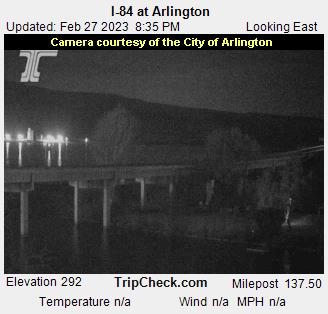 I-84 at Arlington
Updated: Feb 27 2023 8:35 PM Looking East
Camera courtesy of the City of Arlington
Elevation 292 TripCheck.com Milepost 137.50
Temperature n/a Wind n/a MPH n/a